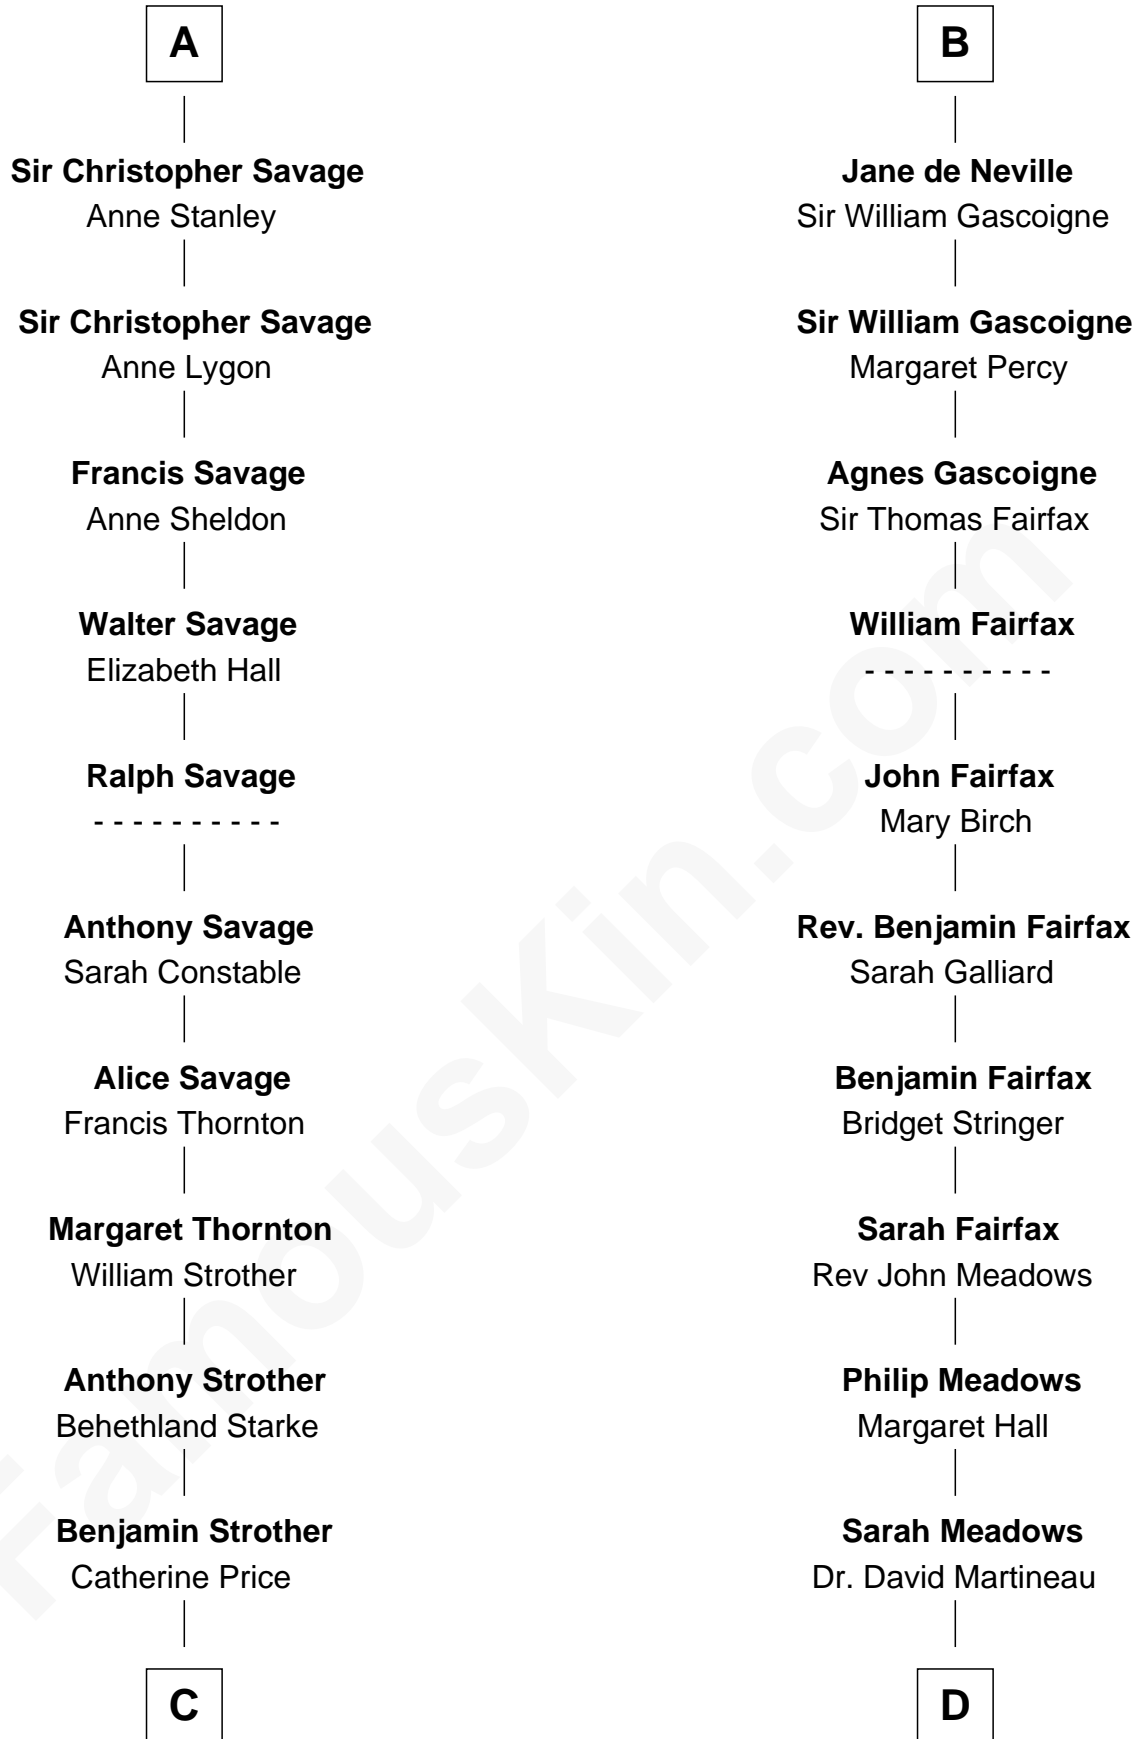 A
Sir Christopher Savage
Anne Stanley
Sir Christopher Savage
Anne Lygon
Francis Savage
Anne Sheldon
Walter Savage
Elizabeth Hall
Ralph Savage
- - - - - - - - - -
Anthony Savage
Sarah Constable
Alice Savage
Francis Thornton
Margaret Thornton
William Strother
Anthony Strother
Behethland Starke
Benjamin Strother
Catherine Price
C
B
Jane de Neville
Sir William Gascoigne
Sir William Gascoigne
Margaret Percy
Agnes Gascoigne
Sir Thomas Fairfax
William Fairfax
- - - - - - - - - -
John Fairfax
Mary Birch
Rev. Benjamin Fairfax
Sarah Galliard
Benjamin Fairfax
Bridget Stringer
Sarah Fairfax
Rev John Meadows
Philip Meadows
Margaret Hall
Sarah Meadows
Dr. David Martineau
D
FamousKin.com